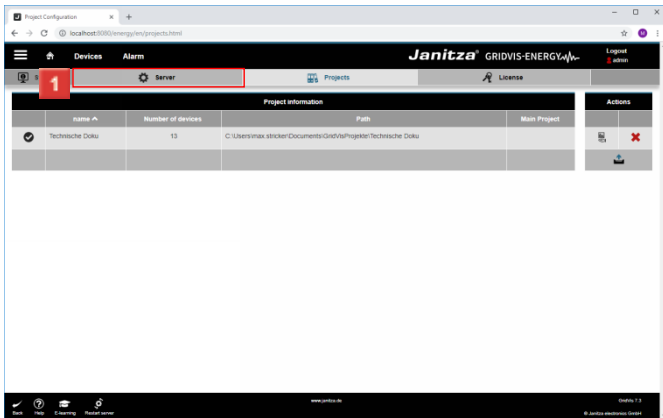 Project Configuration × +
localhost:8080/energy/en/projects.html
Devices Alarm Janitza® GRIDVIS-ENERGY Logout
admin
1 Server Projects License
Project information Actions
name Number of devices Path Main Project
Technische Doku 13 C:\Users\max.stricker\Documents\GridVisProjekte\Technische Doku
Back Help E-learning Restart server www.janitza.de GridVis 7.3
© Janitza electronics GmbH